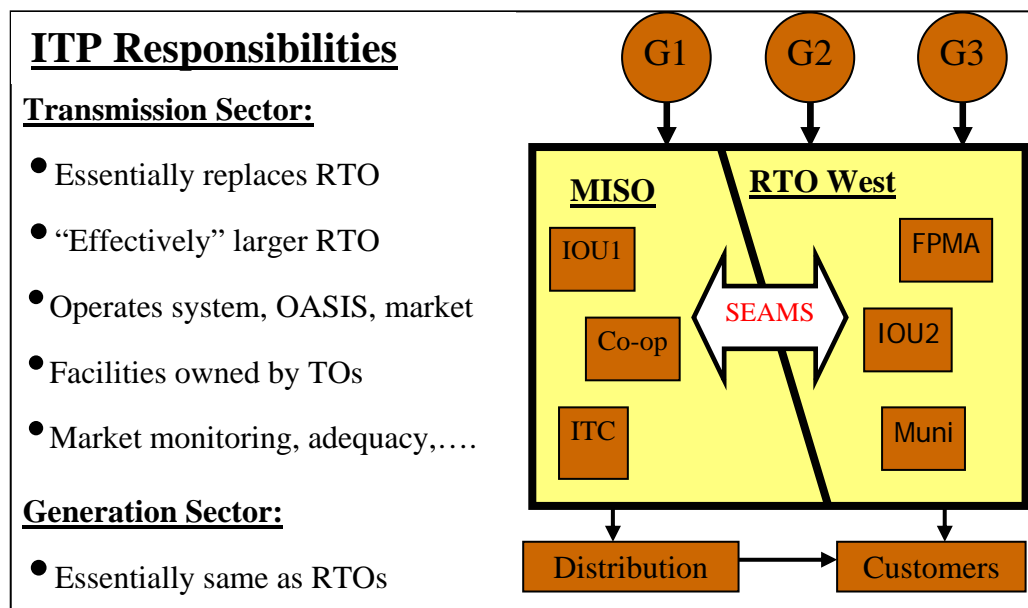 ITP Responsibilities
Transmission Sector:
• Essentially replaces RTO
• “Effectively” larger RTO
• Operates system, OASIS, market
• Facilities owned by TOs
• Market monitoring, adequacy,….
Generation Sector:
• Essentially same as RTOs
G1
G2
G3
MISO
RTO West
IOU1
FPMA
SEAMS
Co-op
IOU2
ITC
Muni
Distribution
Customers